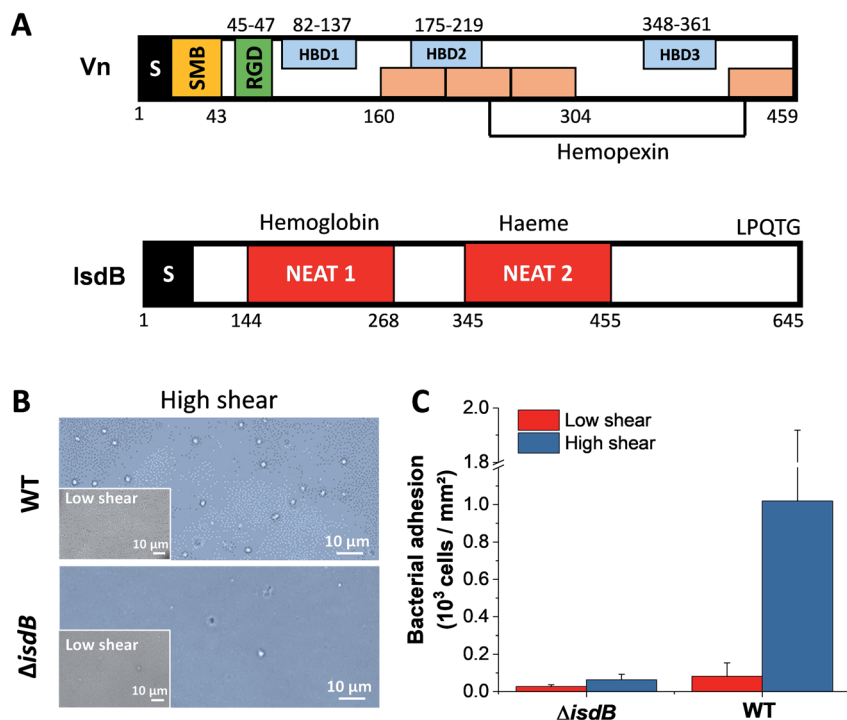 A
45-47 82-137 175-219 348-361
Vn
S SMB RGD HBD1 HBD2 HBD3
1 43 160 304 459
Hemopexin
Hemoglobin Haeme LPQTG
IsdB
S NEAT 1 NEAT 2
1 144 268 345 455 645
B
High shear
WT
Low shear
10 µm
10 µm
ΔisdB
Low shear
10 µm
10 µm
C
Low shear
High shear
Bacterial adhesion
(10³ cells / mm²)
2.0
1.8
1.0
0.8
0.6
0.4
0.2
0.0
ΔisdB WT